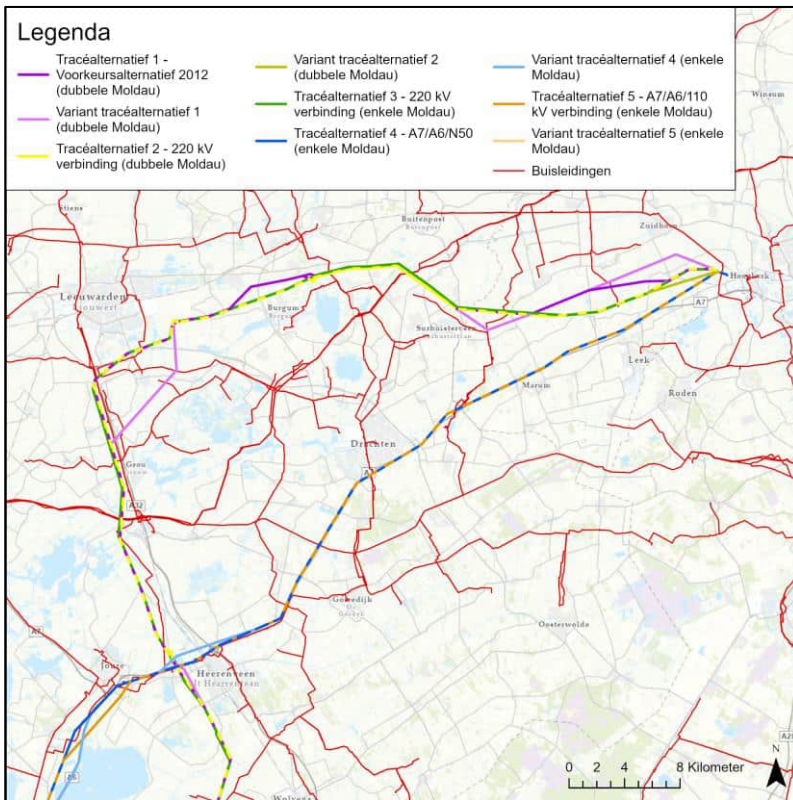 Legenda
Tracéalternatief 1 -
Voorkeursalternatief 2012
(dubbele Moldau)
Variant tracéalternatief 1
(dubbele Moldau)
Tracéalternatief 2 - 220 kV
verbinding (dubbele Moldau)
Variant tracéalternatief 2
(dubbele Moldau)
Tracéalternatief 3 - 220 kV
verbinding (enkele Moldau)
Tracéalternatief 4 - A7/A6/N50
(enkele Moldau)
Variant tracéalternatief 4 (enkele
Moldau)
Tracéalternatief 5 - A7/A6/110
kV verbinding (enkele Moldau)
Variant tracéalternatief 5 (enkele
Moldau)
Buisleidingen
Winsum
Stiens
Buitenpost
Leeuwarden
Ljouwert
Burgum
A7
Leek
Marum
Roden
Drachten
Grou
A32
Gorredijk
Oosterwolde
A7
Joure
Heerenveen
A6
0 2 4 8 Kilometer
N